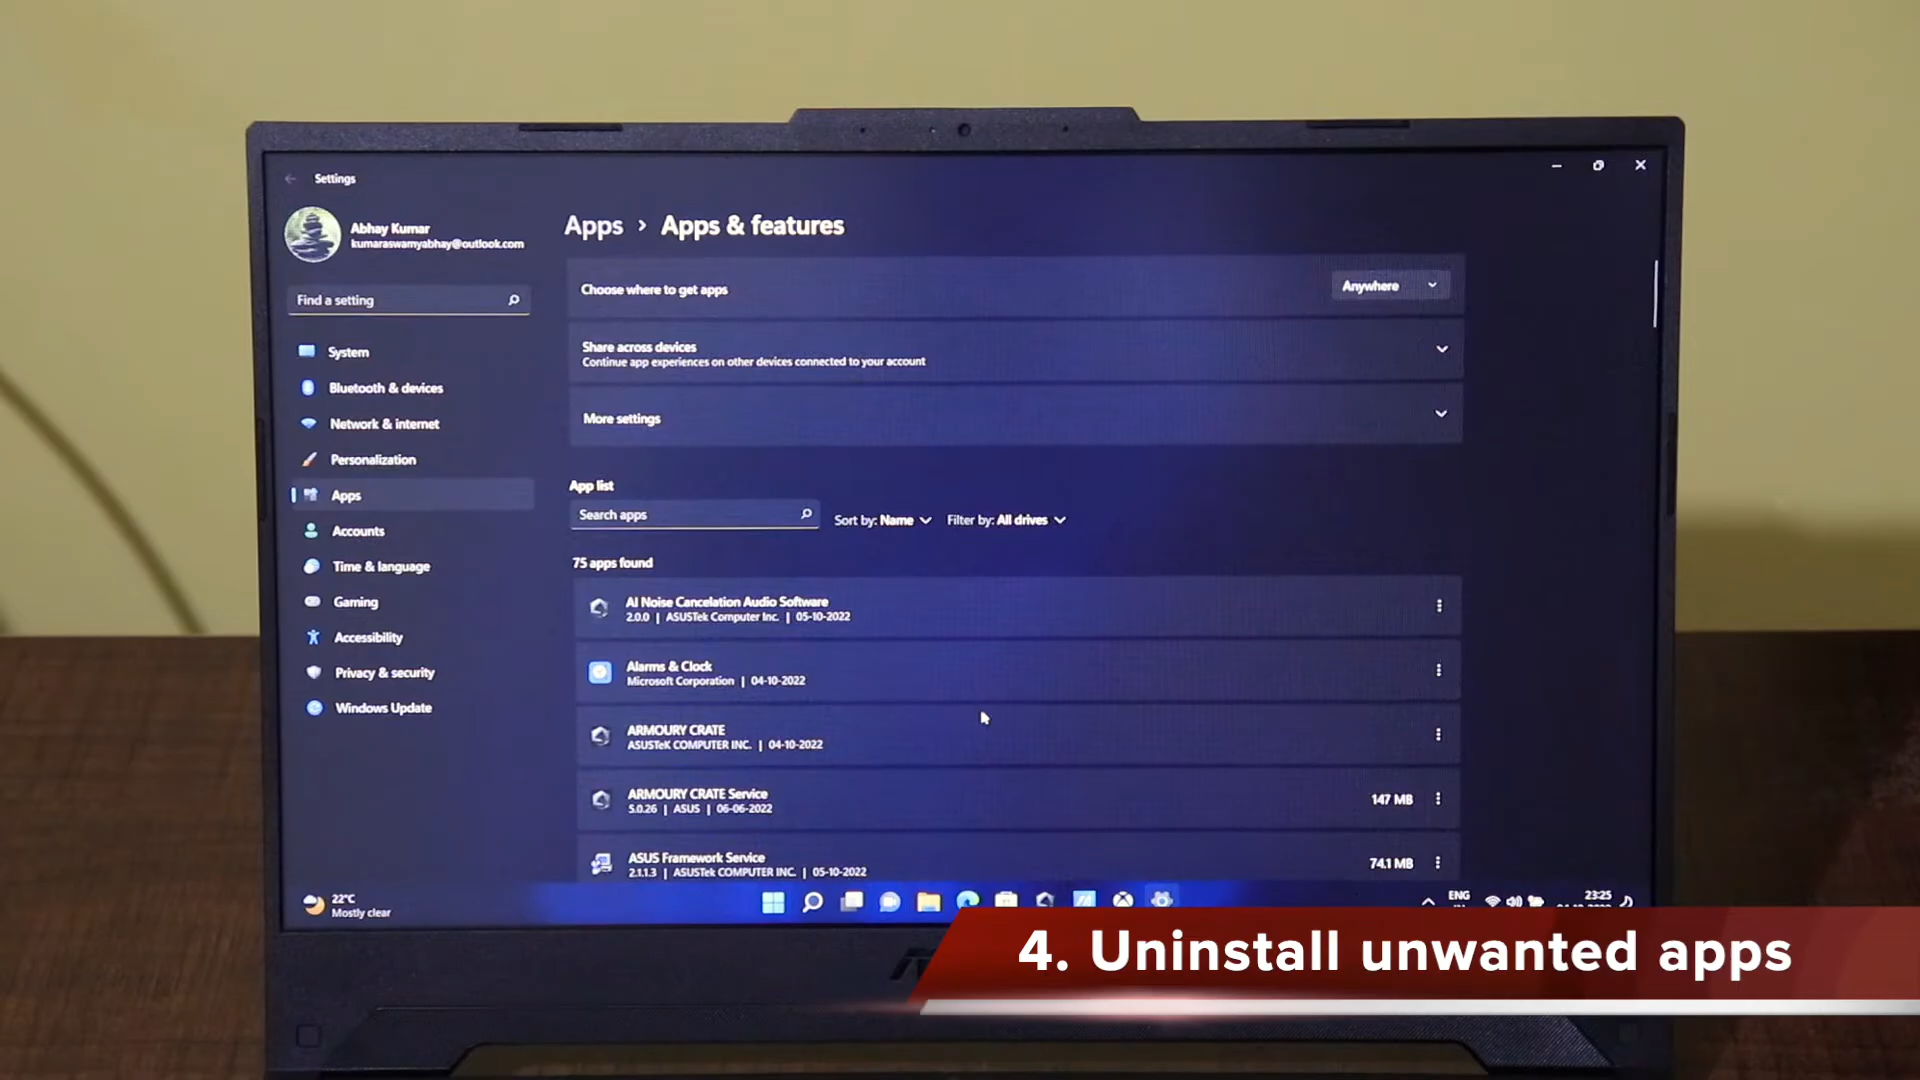 Settings
Abhay Kumar
kumaraswamyabhay@outlook.com
Find a setting
System
Bluetooth & devices
Network & internet
Personalization
Apps
Accounts
Time & language
Gaming
Accessibility
Privacy & security
Windows Update
Apps > Apps & features
Choose where to get apps
Anywhere
Share across devices
Continue app experiences on other devices connected to your account
More settings
App list
Search apps
Sort by: Name
Filter by: All drives
75 apps found
AI Noise Cancelation Audio Software
2.0.0 | ASUSTek Computer Inc. | 05-10-2022
Alarms & Clock
Microsoft Corporation | 04-10-2022
ARMOURY CRATE
ASUSTeK COMPUTER INC. | 04-10-2022
ARMOURY CRATE Service
5.0.26 | ASUS | 06-06-2022
147 MB
ASUS Framework Service
2.1.1.3 | ASUSTek COMPUTER INC. | 05-10-2022
74.1 MB
22°C
Mostly clear
ENG
23:25
4. Uninstall unwanted apps